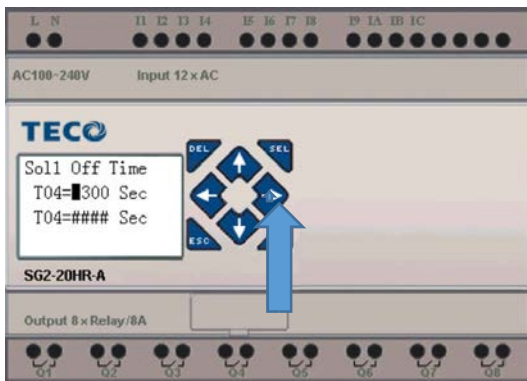 L N I1 I2 I3 I4 I5 I6 I7 I8 I9 IA IB IC
AC100~240V Input 12×AC
TECO
DEL SEL
Soll Off Time
T04=█300 Sec
T04=#### Sec
ESC
SG2-20HR-A
Output 8×Relay/8A
Q1 Q2 Q3 Q4 Q5 Q6 Q7 Q8